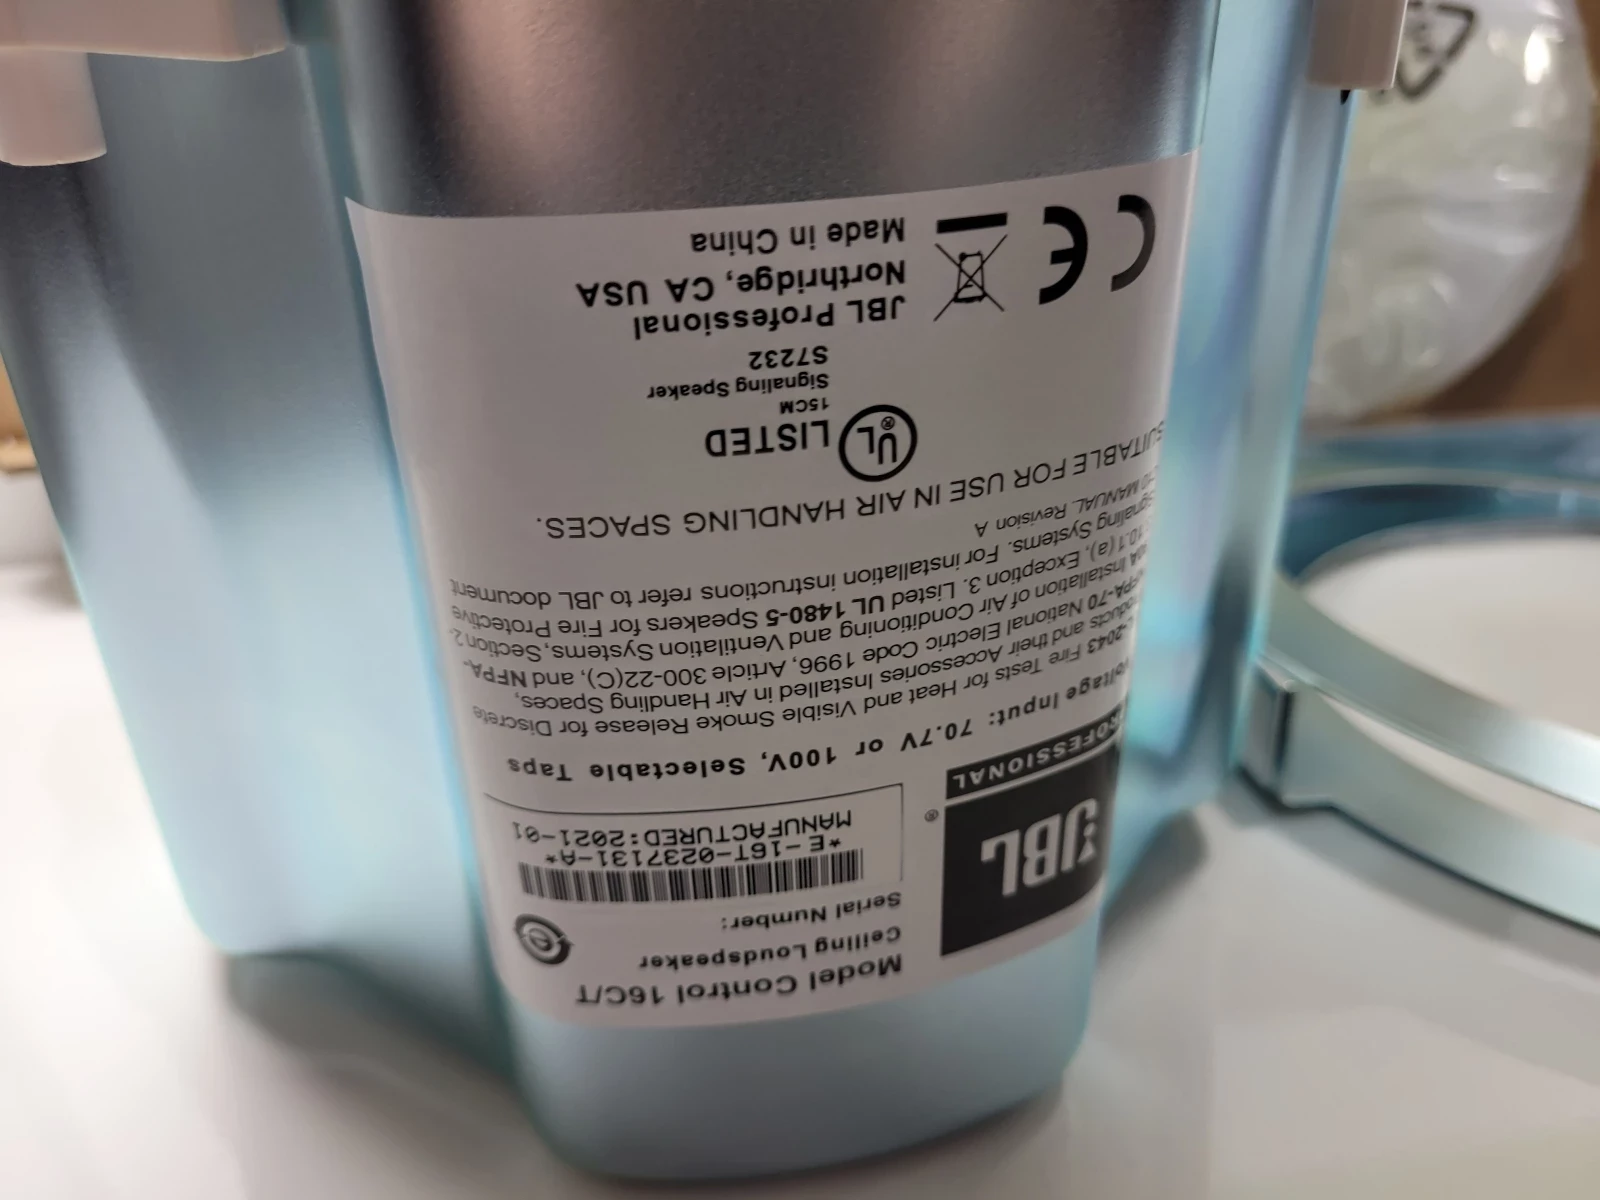 Model Control 16C/T
Ceiling Loudspeaker
Serial Number:
*E-16T-0237131-A*
MANUFACTURED:2021-01
JBL
®
PROFESSIONAL
Voltage Input: 70.7V or 100V, Selectable Taps
2043 Fire Tests for Heat and Visible Smoke Release for Discrete
Products and their Accessories Installed in Air Handling Spaces,
NFPA-70 National Electric Code 1996, Article 300-22(C), and NFPA-
Installation of Air Conditioning and Ventilation Systems, Section 2-
10.1(a), Exception 3. Listed UL 1480-5 Speakers for Fire Protective
Signaling Systems. For installation instructions refer to JBL document
MANUAL. Revision A
SUITABLE FOR USE IN AIR HANDLING SPACES.
UL® LISTED
15CM
Signaling Speaker
S7232
JBL Professional
Northridge, CA USA
Made in China
CE